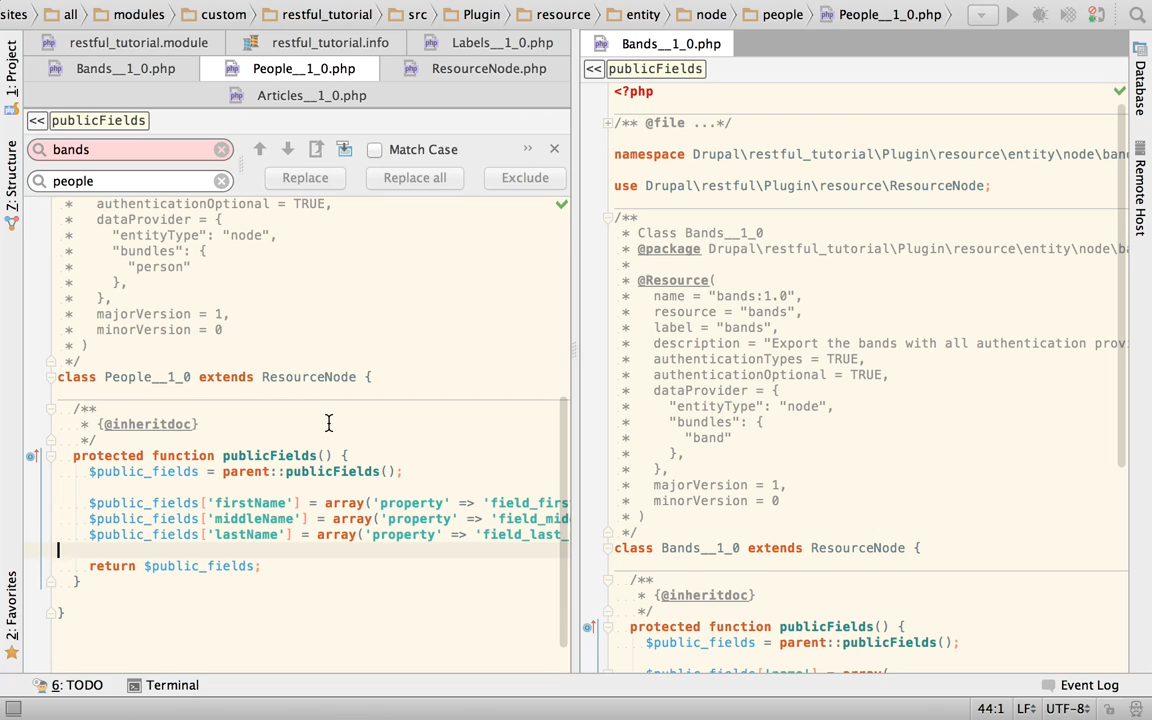 sites all modules custom restful_tutorial src Plugin resource entity node people People__1_0.php
restful_tutorial.module restful_tutorial.info Labels__1_0.php
Bands__1_0.php People__1_0.php ResourceNode.php
Articles__1_0.php
<< publicFields
bands Match Case >>
people Replace Replace all Exclude
* authenticationOptional = TRUE,
* dataProvider = {
* "entityType": "node",
* "bundles": {
* "person"
* },
* },
* majorVersion = 1,
* minorVersion = 0
* )
*/
class People__1_0 extends ResourceNode {
/**
* {@inheritdoc}
*/
protected function publicFields() {
$public_fields = parent::publicFields();
$public_fields['firstName'] = array('property' => 'field_firs
$public_fields['middleName'] = array('property' => 'field_mid
$public_fields['lastName'] = array('property' => 'field_last_
return $public_fields;
}
}
Bands__1_0.php
<< publicFields
<?php
/** @file ...*/
namespace Drupal\restful_tutorial\Plugin\resource\entity\node\ban
use Drupal\restful\Plugin\resource\ResourceNode;
/**
* Class Bands__1_0
* @package Drupal\restful_tutorial\Plugin\resource\entity\node\ba
*
* @Resource(
* name = "bands:1.0",
* resource = "bands",
* label = "bands",
* description = "Export the bands with all authentication prov
* authenticationTypes = TRUE,
* authenticationOptional = TRUE,
* dataProvider = {
* "entityType": "node",
* "bundles": {
* "band"
* },
* },
* majorVersion = 1,
* minorVersion = 0
* )
*/
class Bands__1_0 extends ResourceNode {
/**
* {@inheritdoc}
*/
protected function publicFields() {
$public_fields = parent::publicFields();
$public_fields['name'] = array(
1: Project
Z: Structure
2: Favorites
Database
Remote Host
6: TODO Terminal Event Log
44:1 LF UTF-8